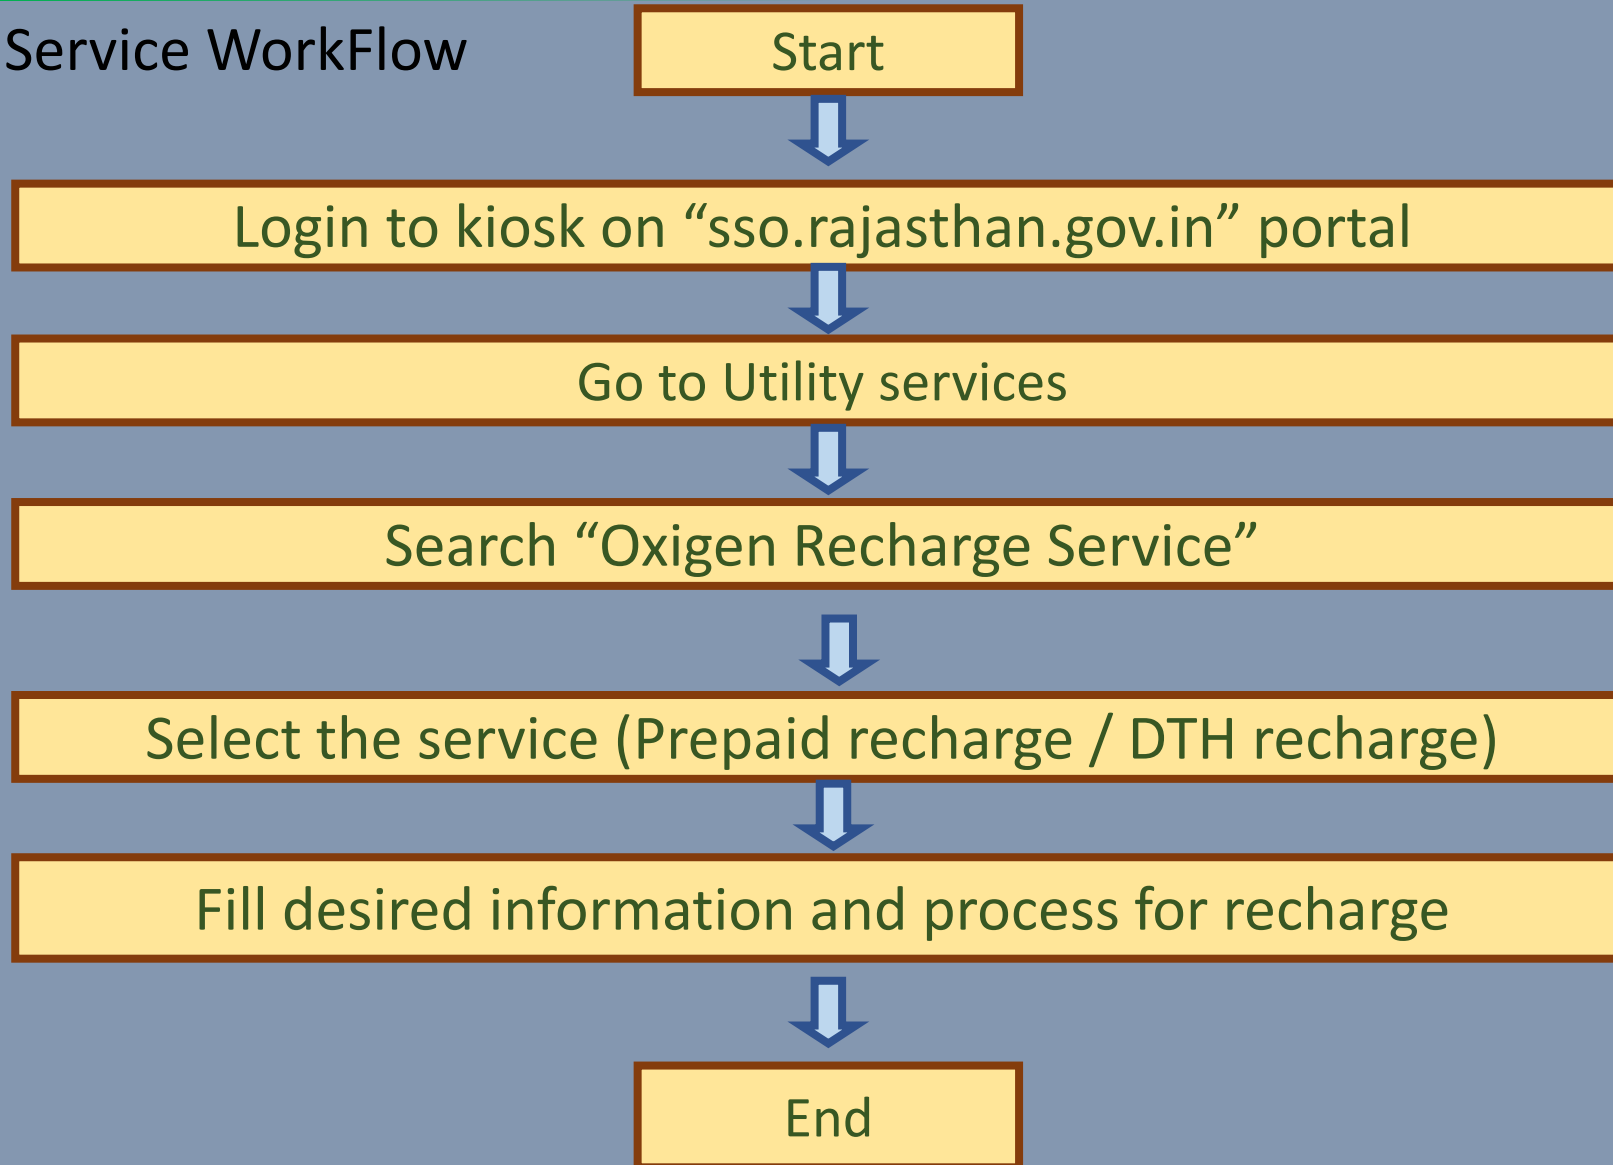 Service WorkFlow
Start
Login to kiosk on “sso.rajasthan.gov.in” portal
Go to Utility services
Search “Oxigen Recharge Service”
Select the service (Prepaid recharge / DTH recharge)
Fill desired information and process for recharge
End